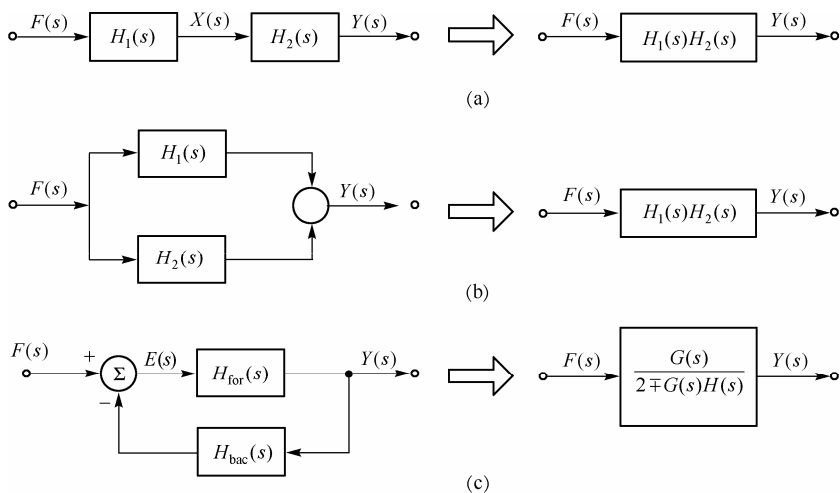 F(s) H₁(s) X(s) H₂(s) Y(s) F(s) H₁(s)H₂(s) Y(s)
(a)
F(s) H₁(s) H₂(s) Y(s) F(s) H₁(s)H₂(s) Y(s)
(b)
F(s) + − Σ E(s) H_for(s) Y(s) H_bac(s) F(s) G(s) / 2∓G(s)H(s) Y(s)
(c)